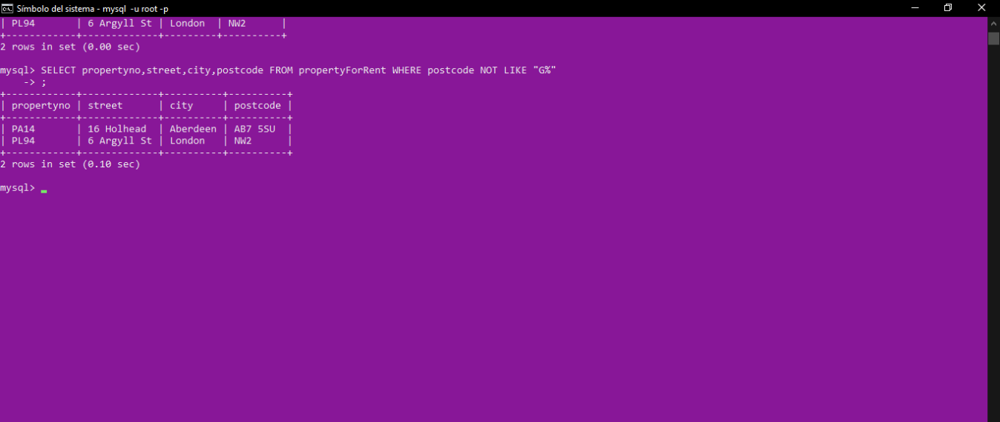 Símbolo del sistema - mysql -u root -p
| PL94       | 6 Argyll St | London  | NW2      |
+------------+-------------+---------+----------+
2 rows in set (0.00 sec)
mysql> SELECT propertyno,street,city,postcode FROM propertyForRent WHERE postcode NOT LIKE "G%"
    -> ;
+------------+-------------+----------+----------+
| propertyno | street      | city     | postcode |
+------------+-------------+----------+----------+
| PA14       | 16 Holhead  | Aberdeen | AB7 5SU  |
| PL94       | 6 Argyll St | London   | NW2      |
+------------+-------------+----------+----------+
2 rows in set (0.10 sec)
mysql>